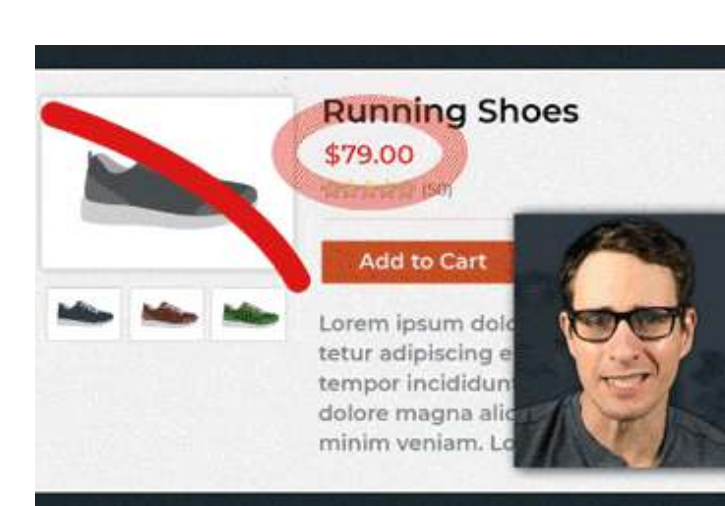 Running Shoes
$79.00
(50)
Add to Cart
Lorem ipsum dolo
tetur adipiscing e
tempor incididunt
dolore magna aliq
minim veniam. Lo